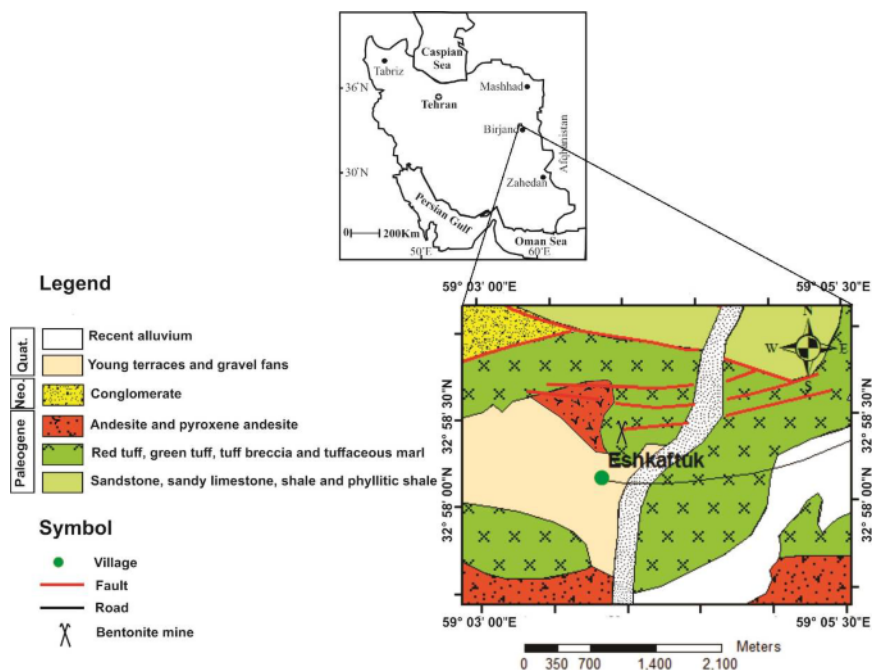 Caspian
Sea
Tabriz
36°N
Mashhad
Tehran
Birjand
Afghanistan
30°N
Zahedan
Persian Gulf
0 200Km
Oman Sea
50°E
60°E
Legend
Quat.
Recent alluvium
Young terraces and gravel fans
Neo.
Conglomerate
Paleogene
Andesite and pyroxene andesite
Red tuff, green tuff, tuff breccia and tuffaceous marl
Sandstone, sandy limestone, shale and phyllitic shale
Symbol
Village
Fault
Road
Bentonite mine
59° 03' 00"E
59° 05' 30"E
N
W
E
S
32° 58' 30"N
32° 58' 30"N
Eshkaftuk
32° 58' 00"N
32° 58' 00"N
59° 03' 00"E
59° 05' 30"E
Meters
0 350 700 1,400 2,100